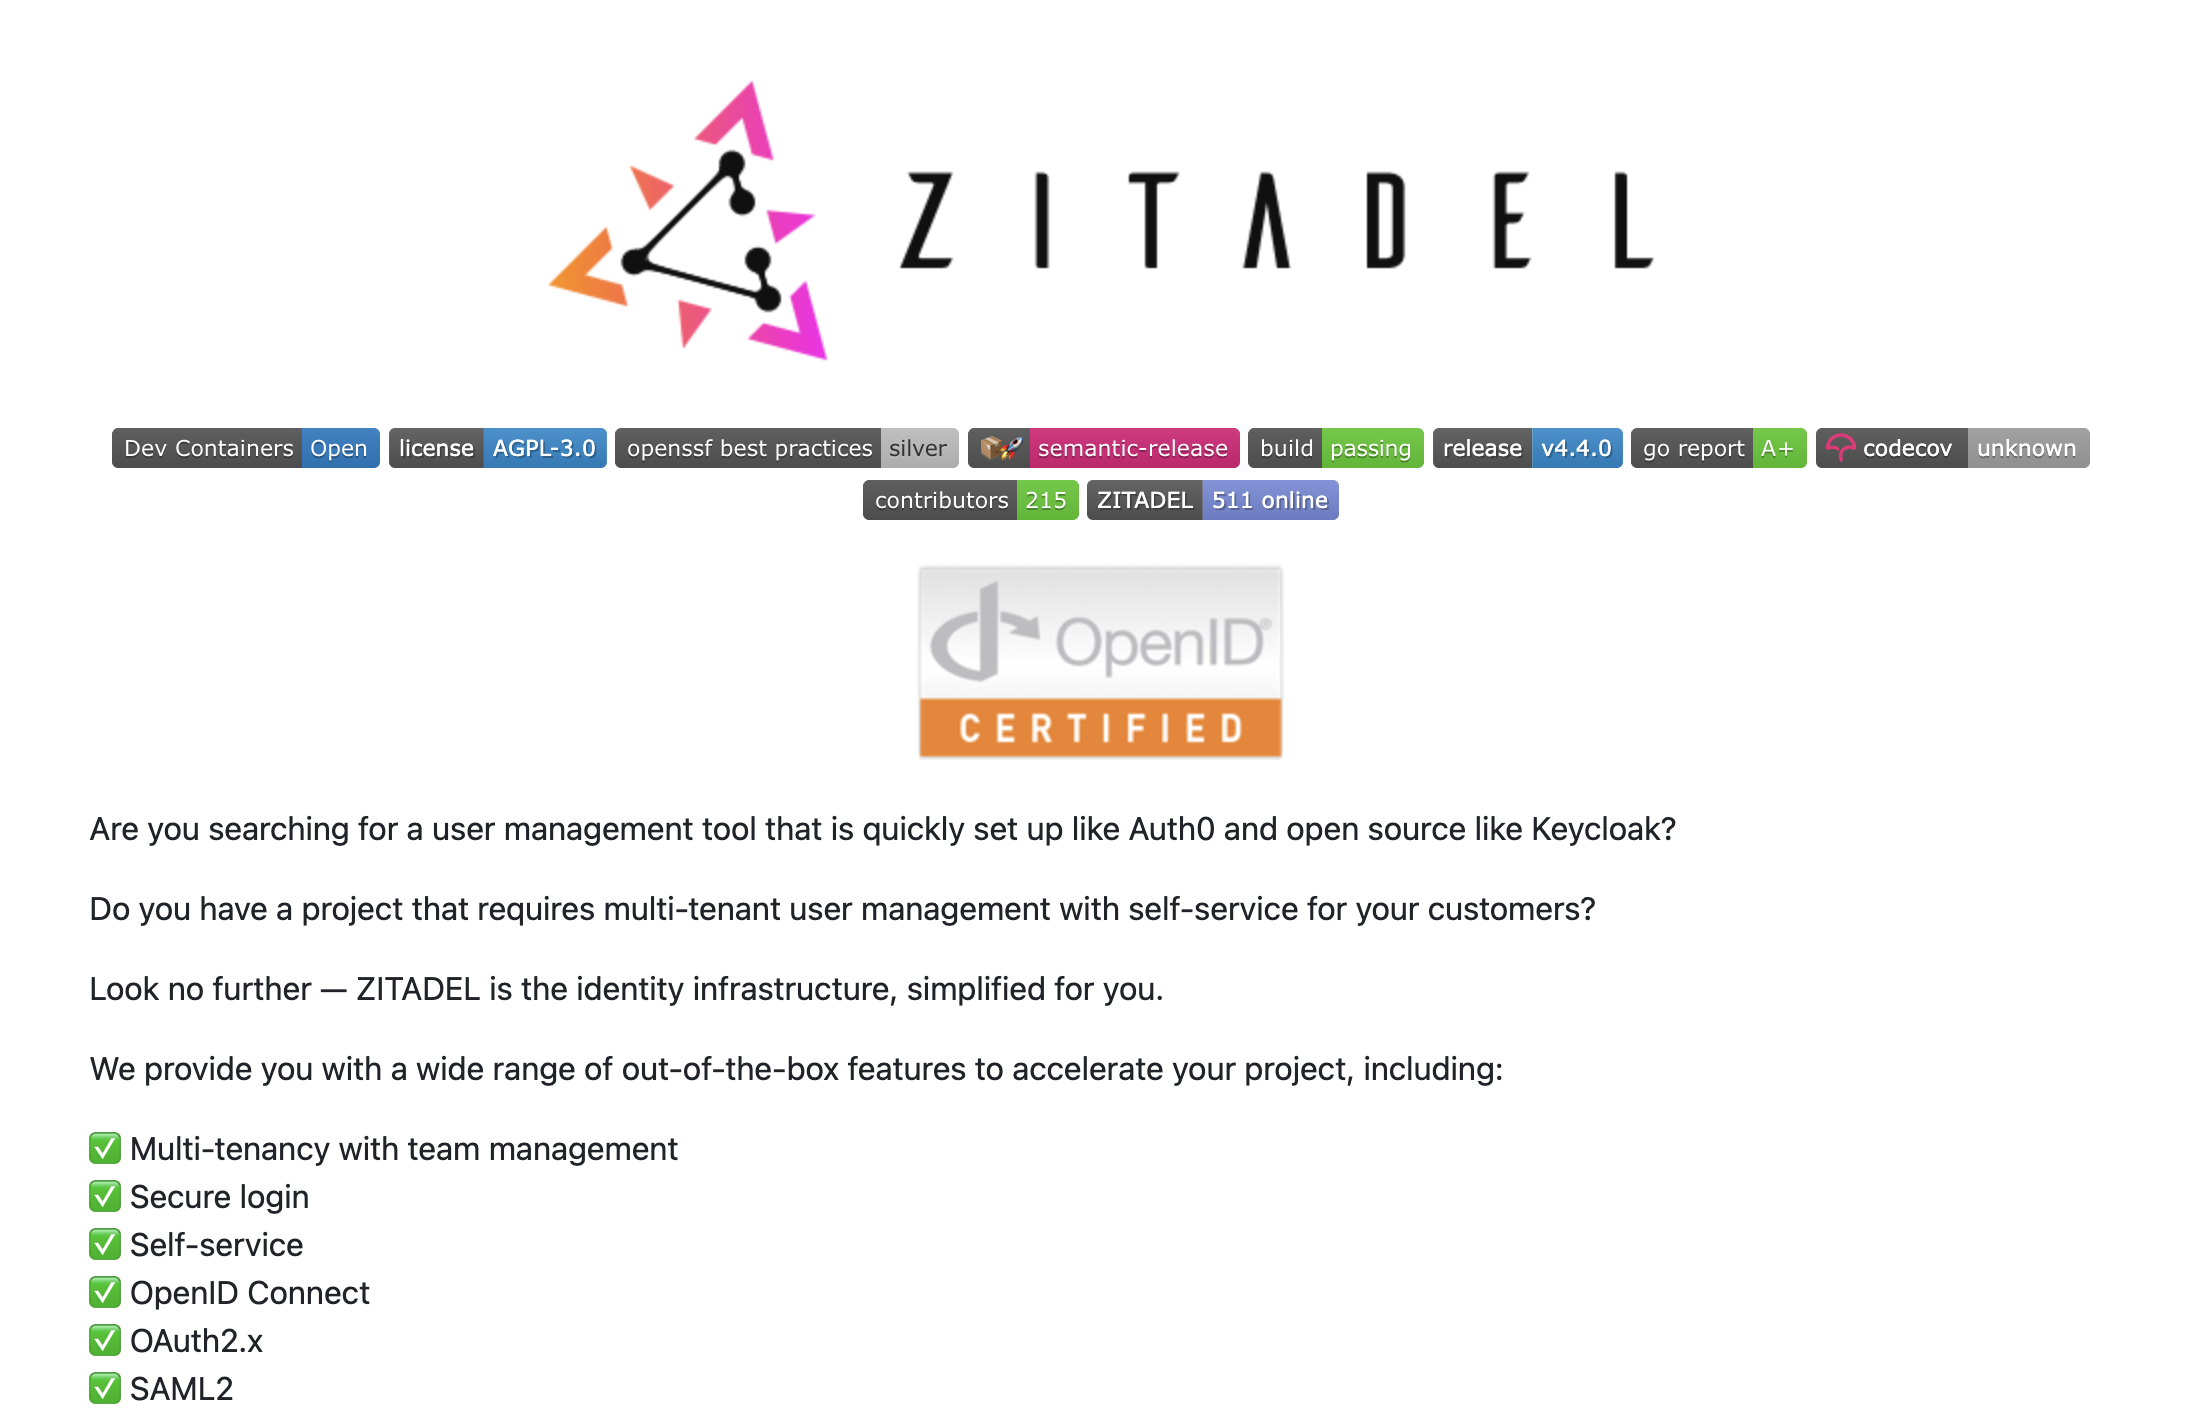 ZITADEL
Dev Containers Open license AGPL-3.0 openssf best practices silver semantic-release build passing release v4.4.0 go report A+ codecov unknown
contributors 215 ZITADEL 511 online
OpenID®
CERTIFIED
Are you searching for a user management tool that is quickly set up like Auth0 and open source like Keycloak?
Do you have a project that requires multi-tenant user management with self-service for your customers?
Look no further — ZITADEL is the identity infrastructure, simplified for you.
We provide you with a wide range of out-of-the-box features to accelerate your project, including:
✅ Multi-tenancy with team management
✅ Secure login
✅ Self-service
✅ OpenID Connect
✅ OAuth2.x
✅ SAML2